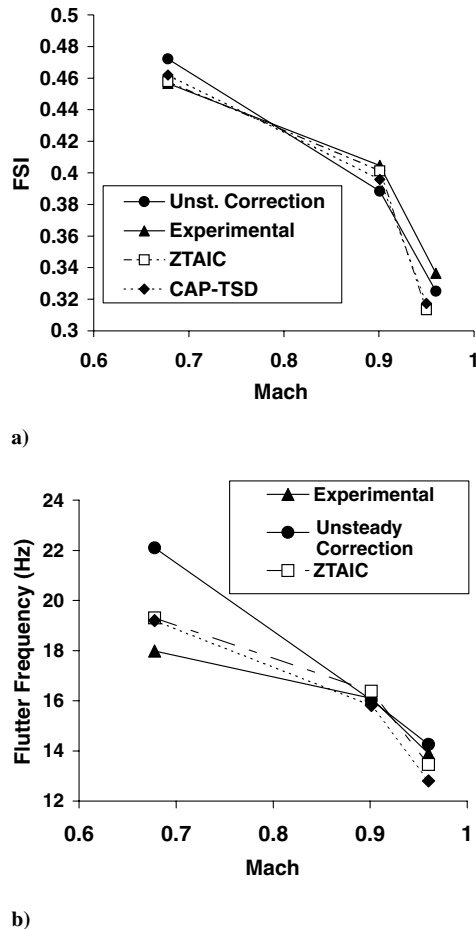 0.5
0.48
0.46
0.44
0.42
0.4
0.38
0.36
0.34
0.32
0.3
FSI
Unst. Correction
Experimental
ZTAIC
CAP-TSD
0.6 0.7 0.8 0.9 1
Mach
a)
24
22
20
18
16
14
12
Flutter Frequency (Hz)
Experimental
Unsteady
Correction
ZTAIC
0.6 0.7 0.8 0.9 1
Mach
b)